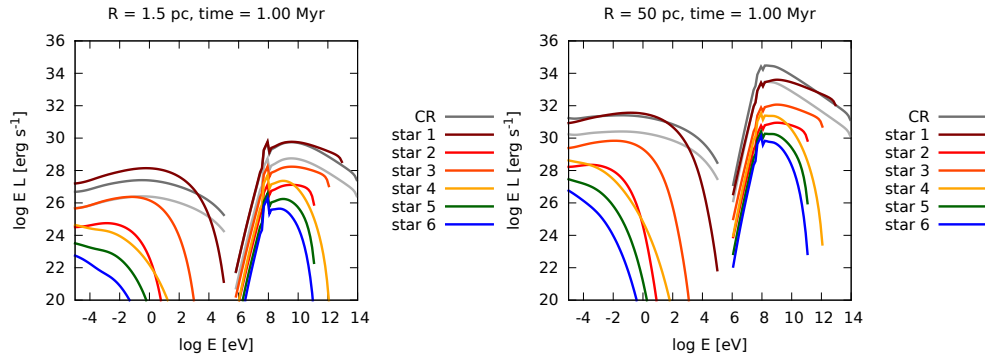 R = 1.5 pc, time = 1.00 Myr
log E L [erg s⁻¹]
36
34
32
30
28
26
24
22
20
-4 -2 0 2 4 6 8 10 12 14
log E [eV]
CR
star 1
star 2
star 3
star 4
star 5
star 6
R = 50 pc, time = 1.00 Myr
log E L [erg s⁻¹]
36
34
32
30
28
26
24
22
20
-4 -2 0 2 4 6 8 10 12 14
log E [eV]
CR
star 1
star 2
star 3
star 4
star 5
star 6